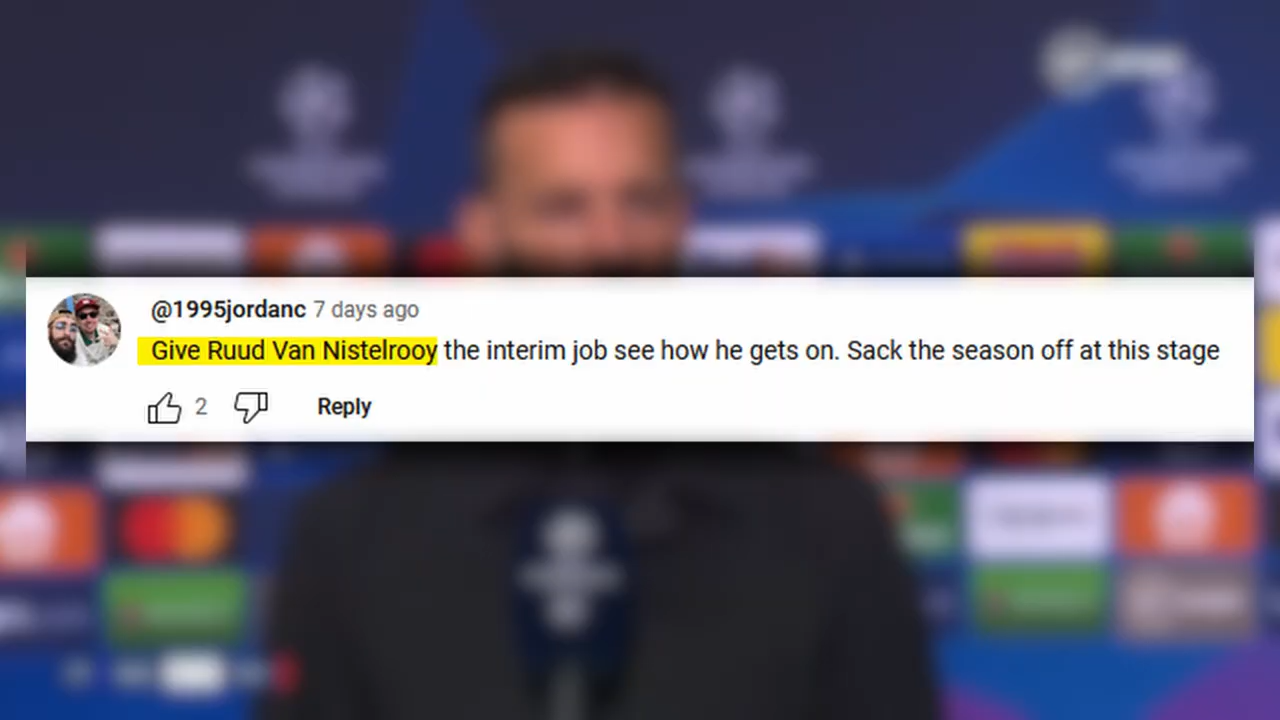 @1995jordanc 7 days ago
Give Ruud Van Nistelrooy the interim job see how he gets on. Sack the season off at this stage
2 Reply